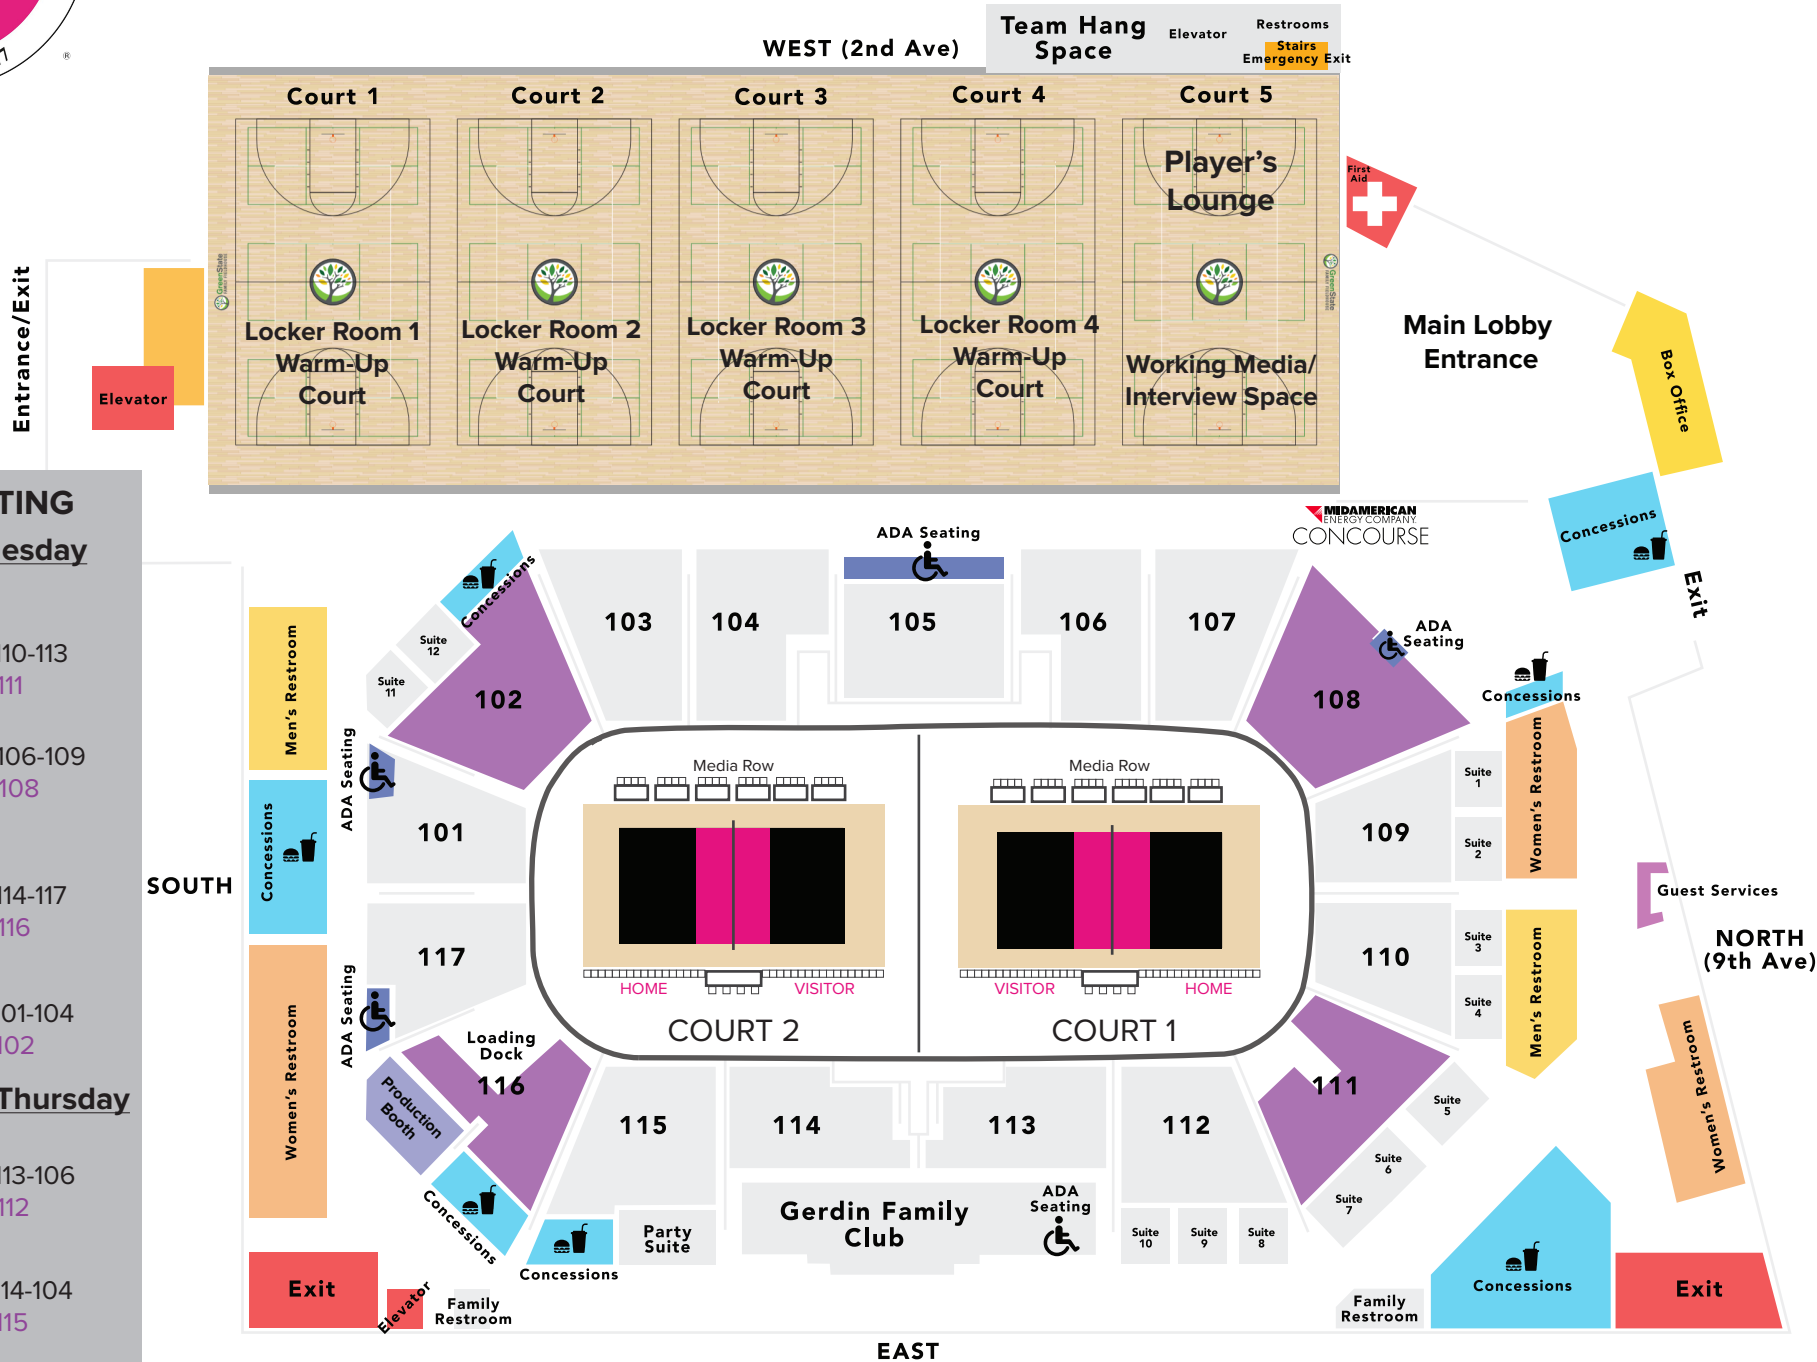 7
®
WEST (2nd Ave)
Team Hang
Space
Elevator
Restrooms
Stairs
Emergency Exit
Court 1
Court 2
Court 3
Court 4
Court 5
Player's
Lounge
First
Aid
GreenState
GreenState
Locker Room 1
Warm-Up
Court
Locker Room 2
Warm-Up
Court
Locker Room 3
Warm-Up
Court
Locker Room 4
Warm-Up
Court
Working Media/
Interview Space
Entrance/Exit
Elevator
Main Lobby
Entrance
Box Office
Concessions
Exit
MIDAMERICAN
ENERGY COMPANY
CONCOURSE
TING
esday
110-113
111
106-109
108
114-117
116
101-104
102
Thursday
113-106
112
114-104
115
ADA Seating
Concessions
Suite
12
Suite
11
103
104
105
106
107
102
108
ADA
Seating
Concessions
Men's Restroom
ADA Seating
Concessions
101
Media Row
Media Row
109
Suite
1
Suite
2
Women's Restroom
SOUTH
Guest Services
117
110
Suite
3
Suite
4
Men's Restroom
NORTH
(9th Ave)
HOME
VISITOR
VISITOR
HOME
COURT 2
COURT 1
ADA Seating
Women's Restroom
Loading
Dock
116
Production
Booth
111
Suite
5
Women's Restroom
115
114
113
112
Suite
6
Suite
7
Concessions
Concessions
Party
Suite
Gerdin Family
Club
ADA
Seating
Suite
10
Suite
9
Suite
8
Exit
Elevator
Family
Restroom
Family
Restroom
Concessions
Exit
EAST